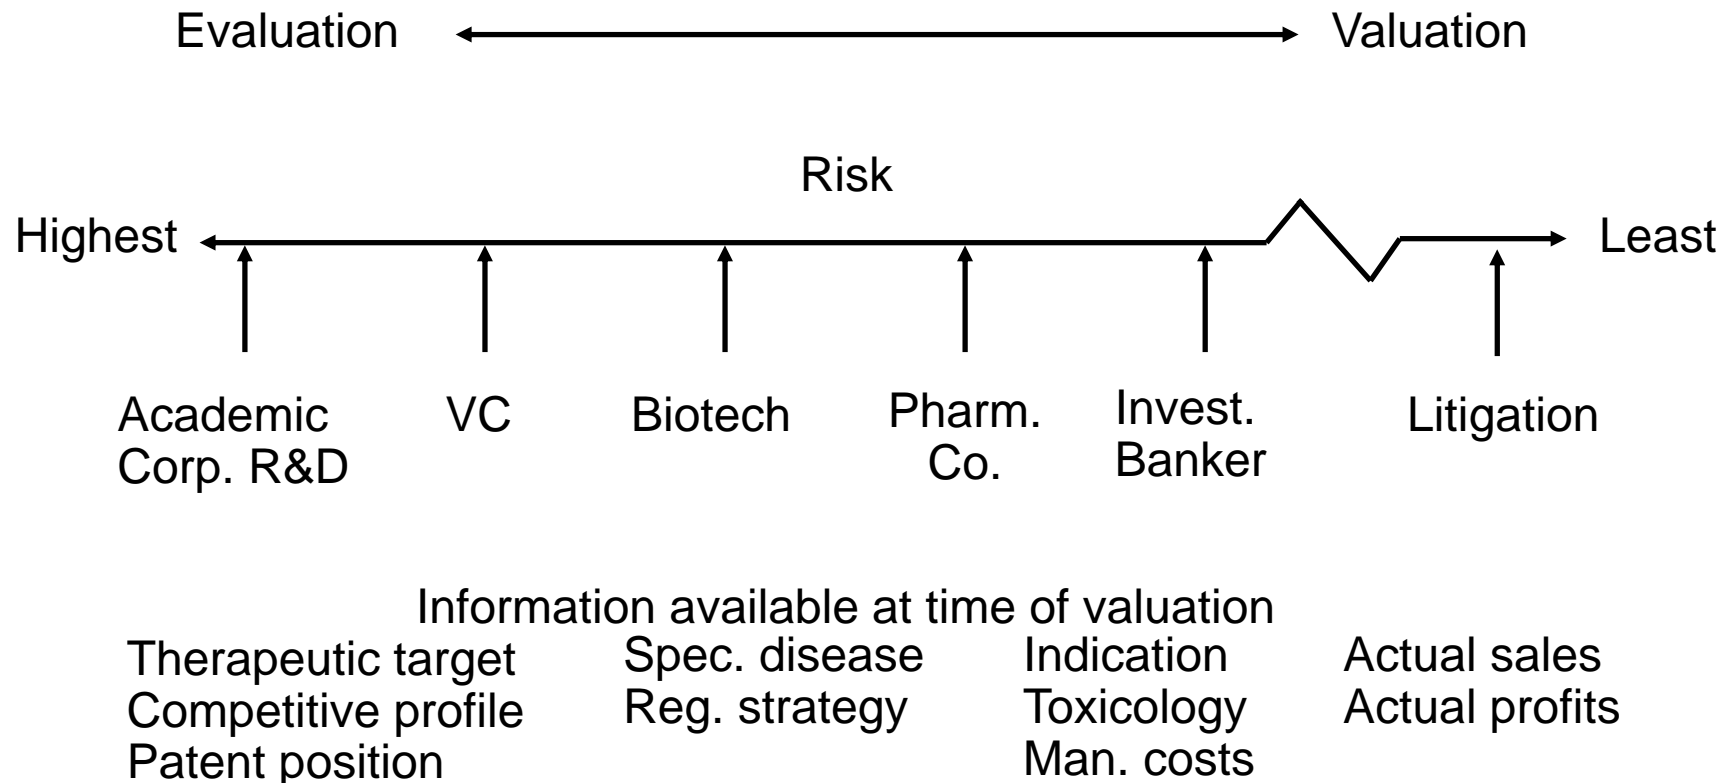 Evaluation
Valuation
Risk
Highest
Least
Academic
Corp. R&D
VC
Biotech
Pharm.
Co.
Invest.
Banker
Litigation
Information available at time of valuation
Therapeutic target
Competitive profile
Patent position
Spec. disease
Reg. strategy
Indication
Toxicology
Man. costs
Actual sales
Actual profits